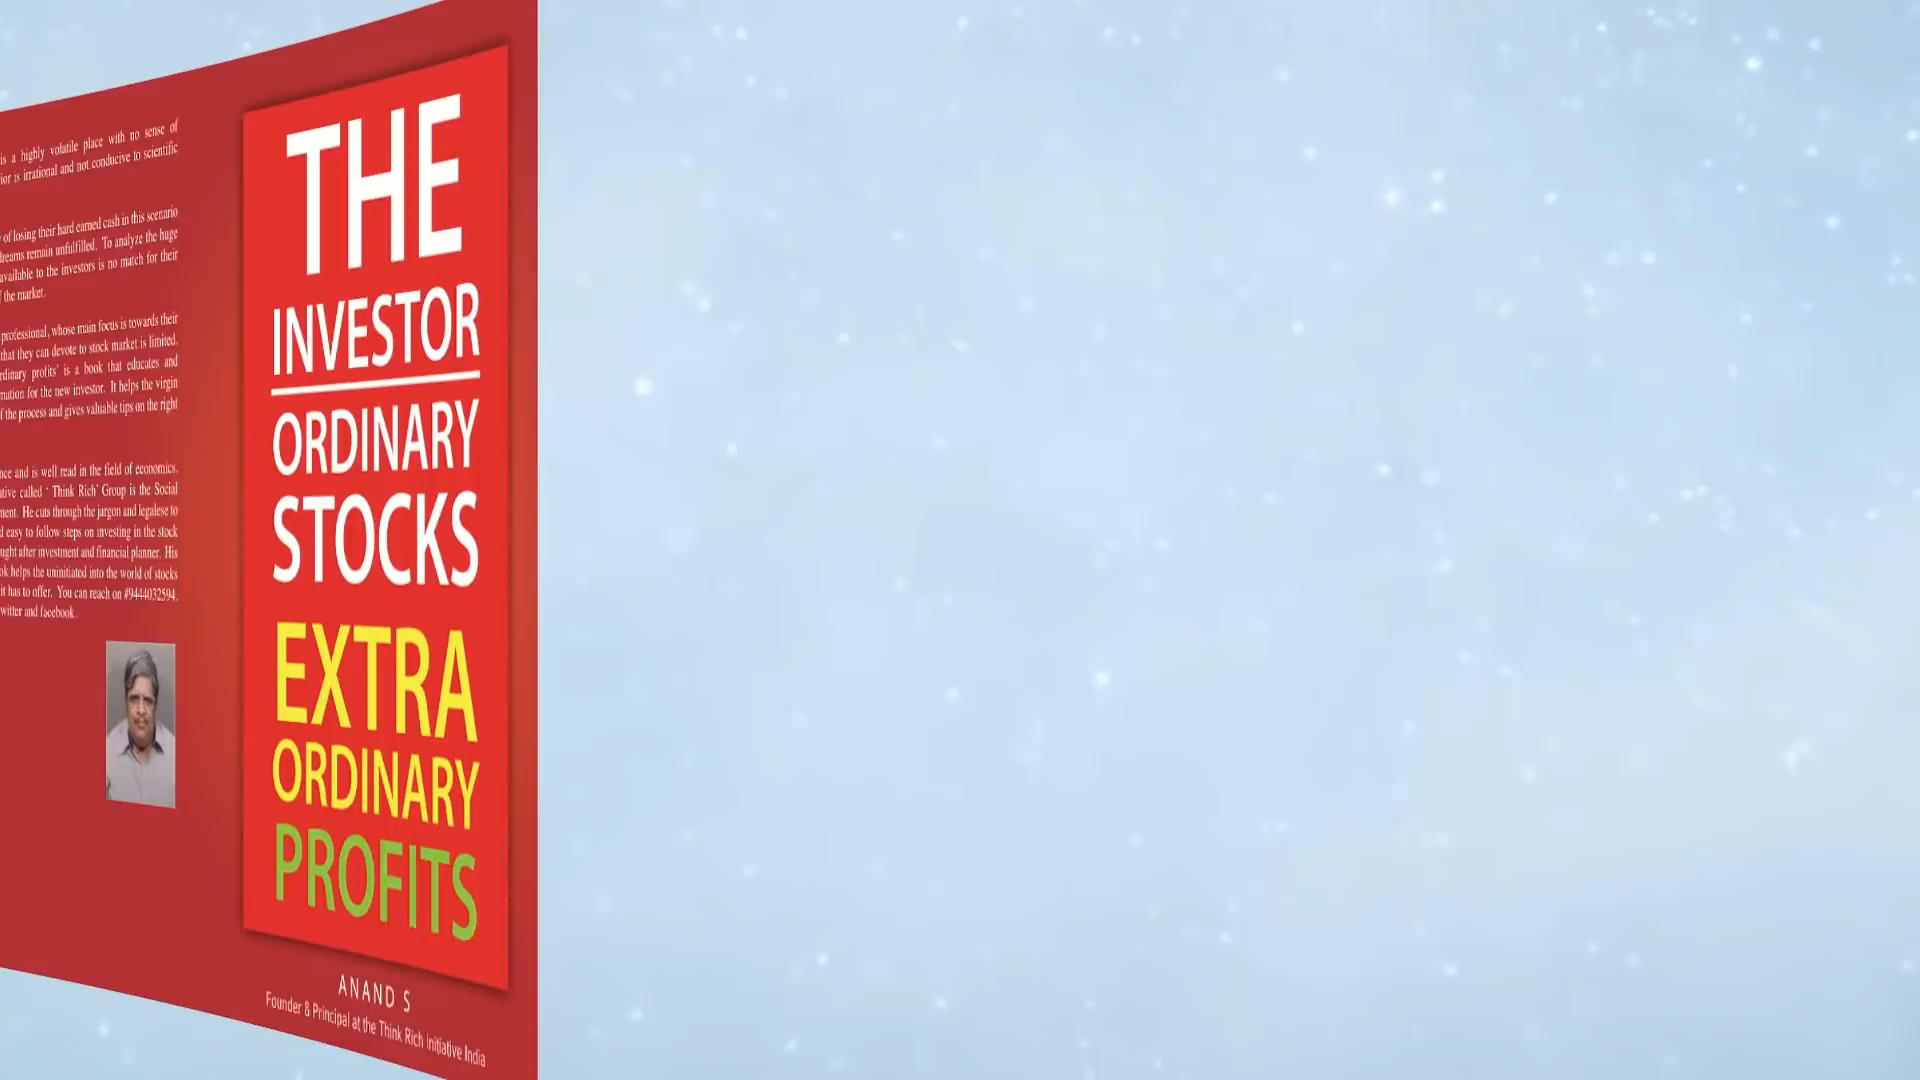 is a highly volatile place with no sense of
ior is irrational and not conducive to scientific
of losing their hard earned cash in this scenario
dreams remain unfulfilled. To analyze the huge
available to the investors is no match for their
f the market.
professional, whose main focus is towards their
that they can devote to stock market is limited.
rdinary profits' is a book that educates and
mation for the new investor. It helps the virgin
f the process and gives valuable tips on the right
nce and is well read in the field of economics.
ative called ' Think Rich' Group is the Social
ment. He cuts through the jargon and legalese to
d easy to follow steps on investing in the stock
ught after investment and financial planner. His
ok helps the uninitiated into the world of stocks
it has to offer. You can reach on #9444032594,
witter and facebook.
THE
INVESTOR
ORDINARY
STOCKS
EXTRA
ORDINARY
PROFITS
ANAND S
Founder & Principal at the Think Rich Initiative India